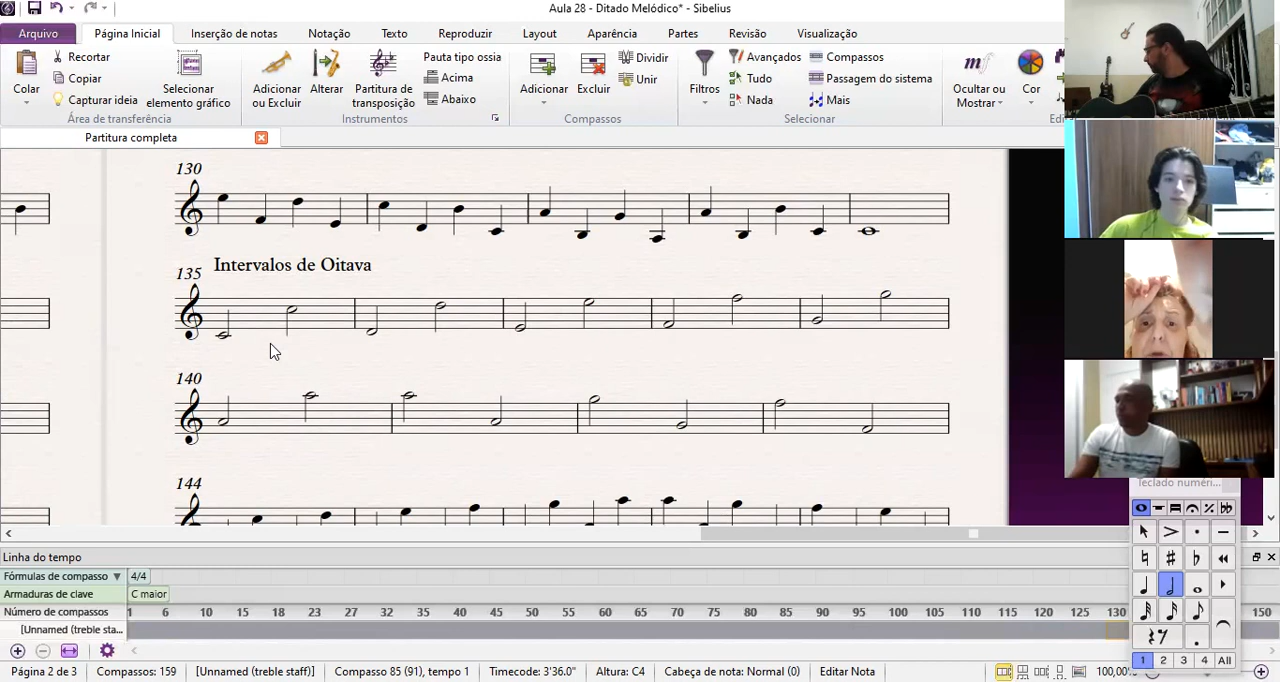 Aula 28 - Ditado Melódico* - Sibelius
Arquivo Página Inicial Inserção de notas Notação Texto Reproduzir Layout Aparência Partes Revisão Visualização
Colar
Recortar
Copiar
Capturar ideia
Selecionar elemento gráfico
Área de transferência
Adicionar ou Excluir
Alterar
Partitura de transposição
Pauta tipo ossia
Acima
Abaixo
Instrumentos
Adicionar
Excluir
Dividir
Unir
Compassos
Filtros
Avançados
Tudo
Nada
Compassos
Passagem do sistema
Mais
Selecionar
mf
Ocultar ou Mostrar
Cor
Partitura completa
130
Intervalos de Oitava
135
140
144
Teclado numéri...
1 2 3 4 All
Linha do tempo
Fórmulas de compasso 4/4
Armaduras de clave C maior
Número de compassos 1 6 10 15 18 23 27 31 36 40 45 50 55 60 65 70 75 80 85 90 95 100 105 110 115 120 125 130 150
[Unnamed (treble sta...
Página 2 de 3 Compassos: 159 [Unnamed (treble staff)] Compasso 85 (91), tempo 1 Timecode: 3'36.0" Altura: C4 Cabeça de nota: Normal (0) Editar Nota 100,00%